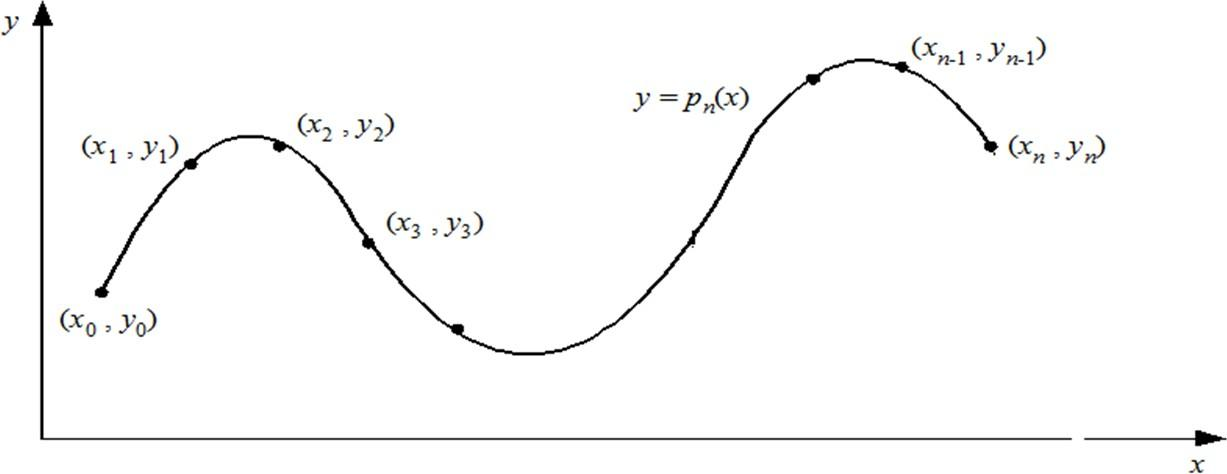 y
(xₙ₋₁ , yₙ₋₁)
y = pₙ(x)
(x₂ , y₂)
(x₁ , y₁)
(xₙ , yₙ)
(x₃ , y₃)
(x₀ , y₀)
x